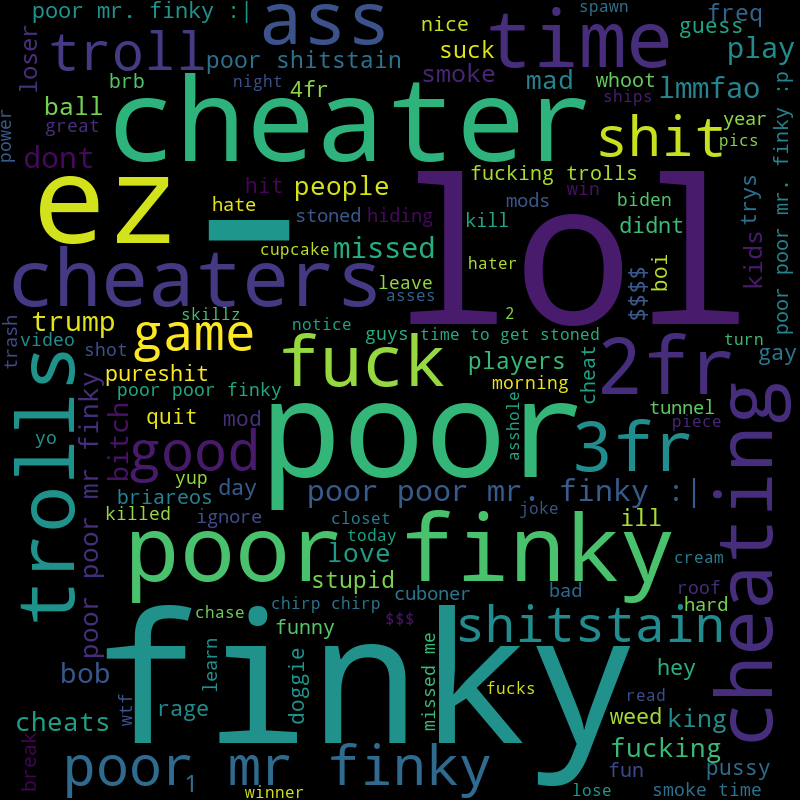 poor mr. finky :|
ass
spawn
freq
loser
troll
poor shitstain
nice
time
guess
suck
play
brb
night
4fr
smoke
mad
whoot
lmmfao
poor poor mr. finky :p
ball
cheater
ships
power
great
shit
year
pics
dont
ez
-
hit
people
fucking trolls
win
trys
hate
stoned
hiding
lol
mods
biden
kill
didnt
kids
cheaters
cupcake
missed
hater
boi
leave
asses
$$$$
trump
skillz
game
notice
2
guys
time to get stoned
turn
trash
video
shot
fuck
players
2fr
gay
pureshit
morning
cheat
poor poor finky
trolls
poor poor mr finky
bitch
quit
mod
poor
asshole
tunnel
piece
cheating
yo
good
3fr
yup
day
poor poor mr. finky :|
briareos
killed
ignore
closet
joke
ill
today
poor finky
love
stupid
cream
cuboner
bad
roof
chirp chirp
hard
chase
$$$
finky
funny
shitstain
bob
learn
doggie
missed me
hey
fucks
read
cheats
wtf
rage
weed
king
break
fucking
poor mr finky
1
fun
pussy
winner
lose
smoke time